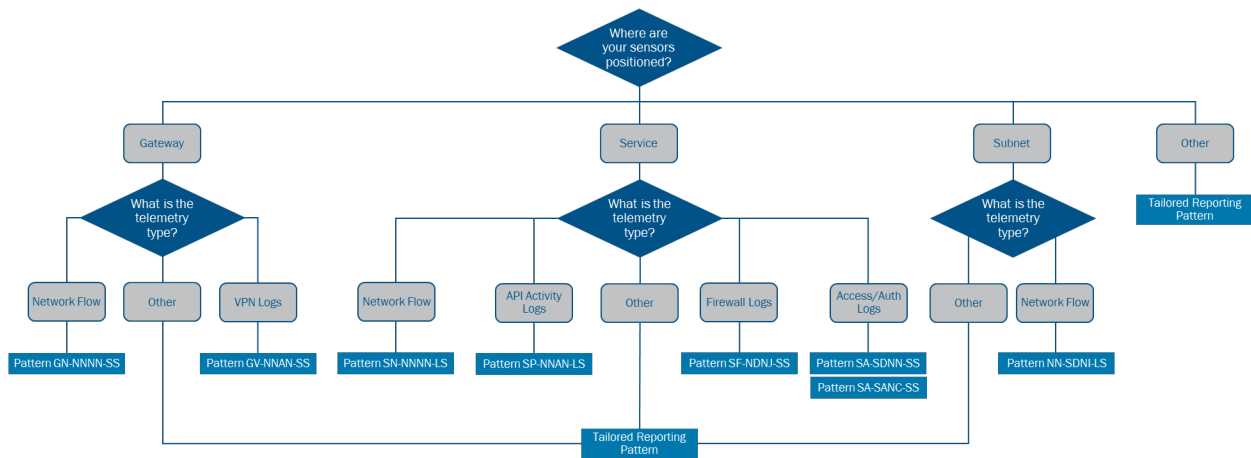 Where are
your sensors
positioned?
Gateway
Service
Subnet
Other
What is the
telemetry
type?
What is the
telemetry
type?
What is the
telemetry
type?
Tailored Reporting
Pattern
Network Flow
Other
VPN Logs
Network Flow
API Activity
Logs
Other
Firewall Logs
Access/Auth
Logs
Other
Network Flow
Pattern GN-NNNN-SS
Pattern GV-NNAN-SS
Pattern SN-NNNN-LS
Pattern SP-NNAN-LS
Pattern SF-NDNJ-SS
Pattern SA-SDNN-SS
Pattern SA-SANC-SS
Pattern NN-SDNI-LS
Tailored Reporting
Pattern